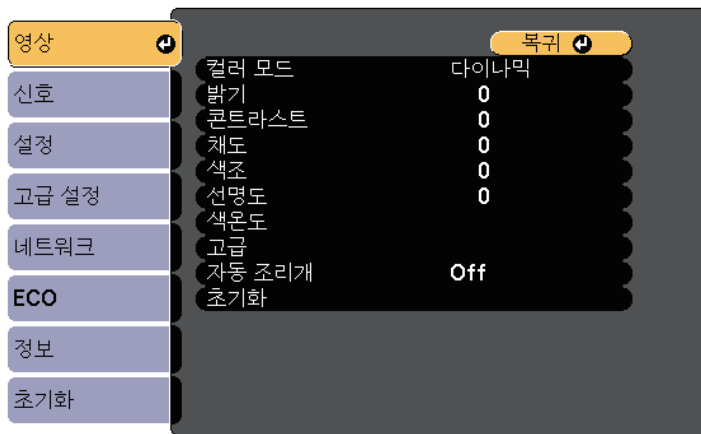 영상
신호
설정
고급 설정
네트워크
ECO
정보
초기화
복귀
컬러 모드 다이나믹
밝기 0
콘트라스트 0
채도 0
색조 0
선명도 0
색온도
고급
자동 조리개 Off
초기화